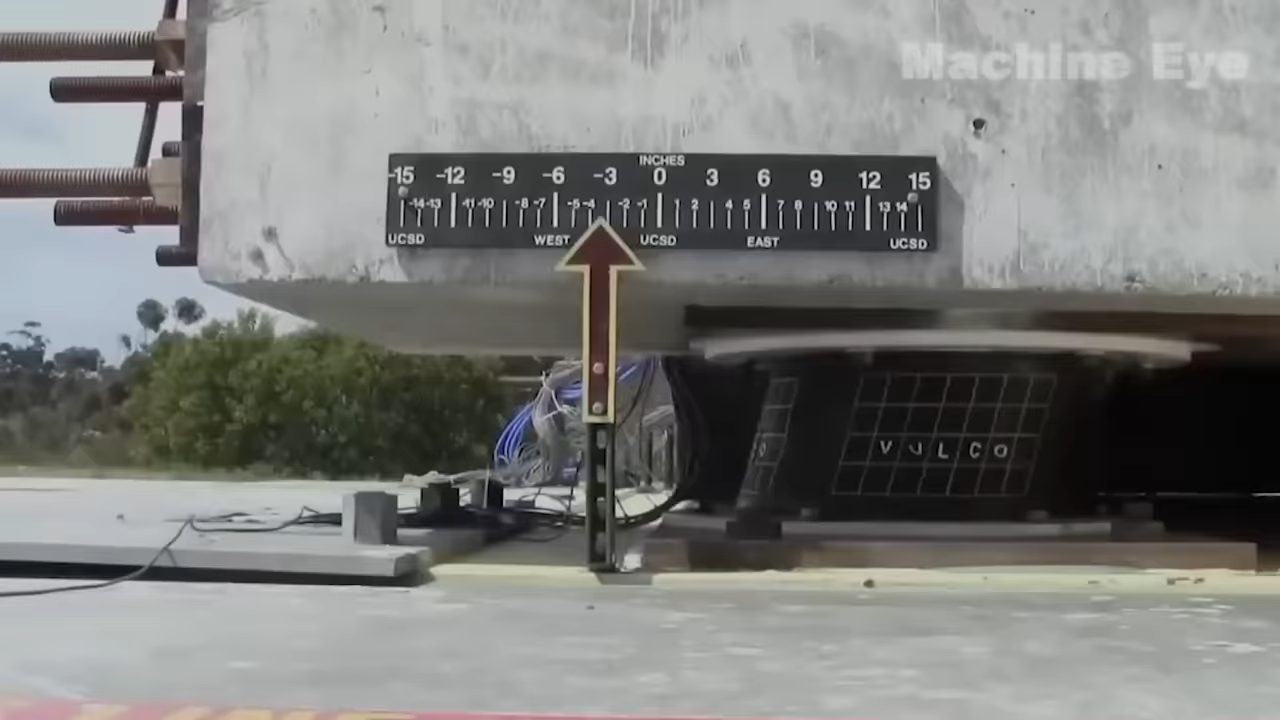 Machine Eye
INCHES
-15 -12 -9 -6 -3 0 3 6 9 12 15
-14 -13 -11 -10 -8 -7 -5 -4 -2 -1 1 2 4 5 7 8 10 11 13 14
UCSD WEST UCSD EAST UCSD
VULCO